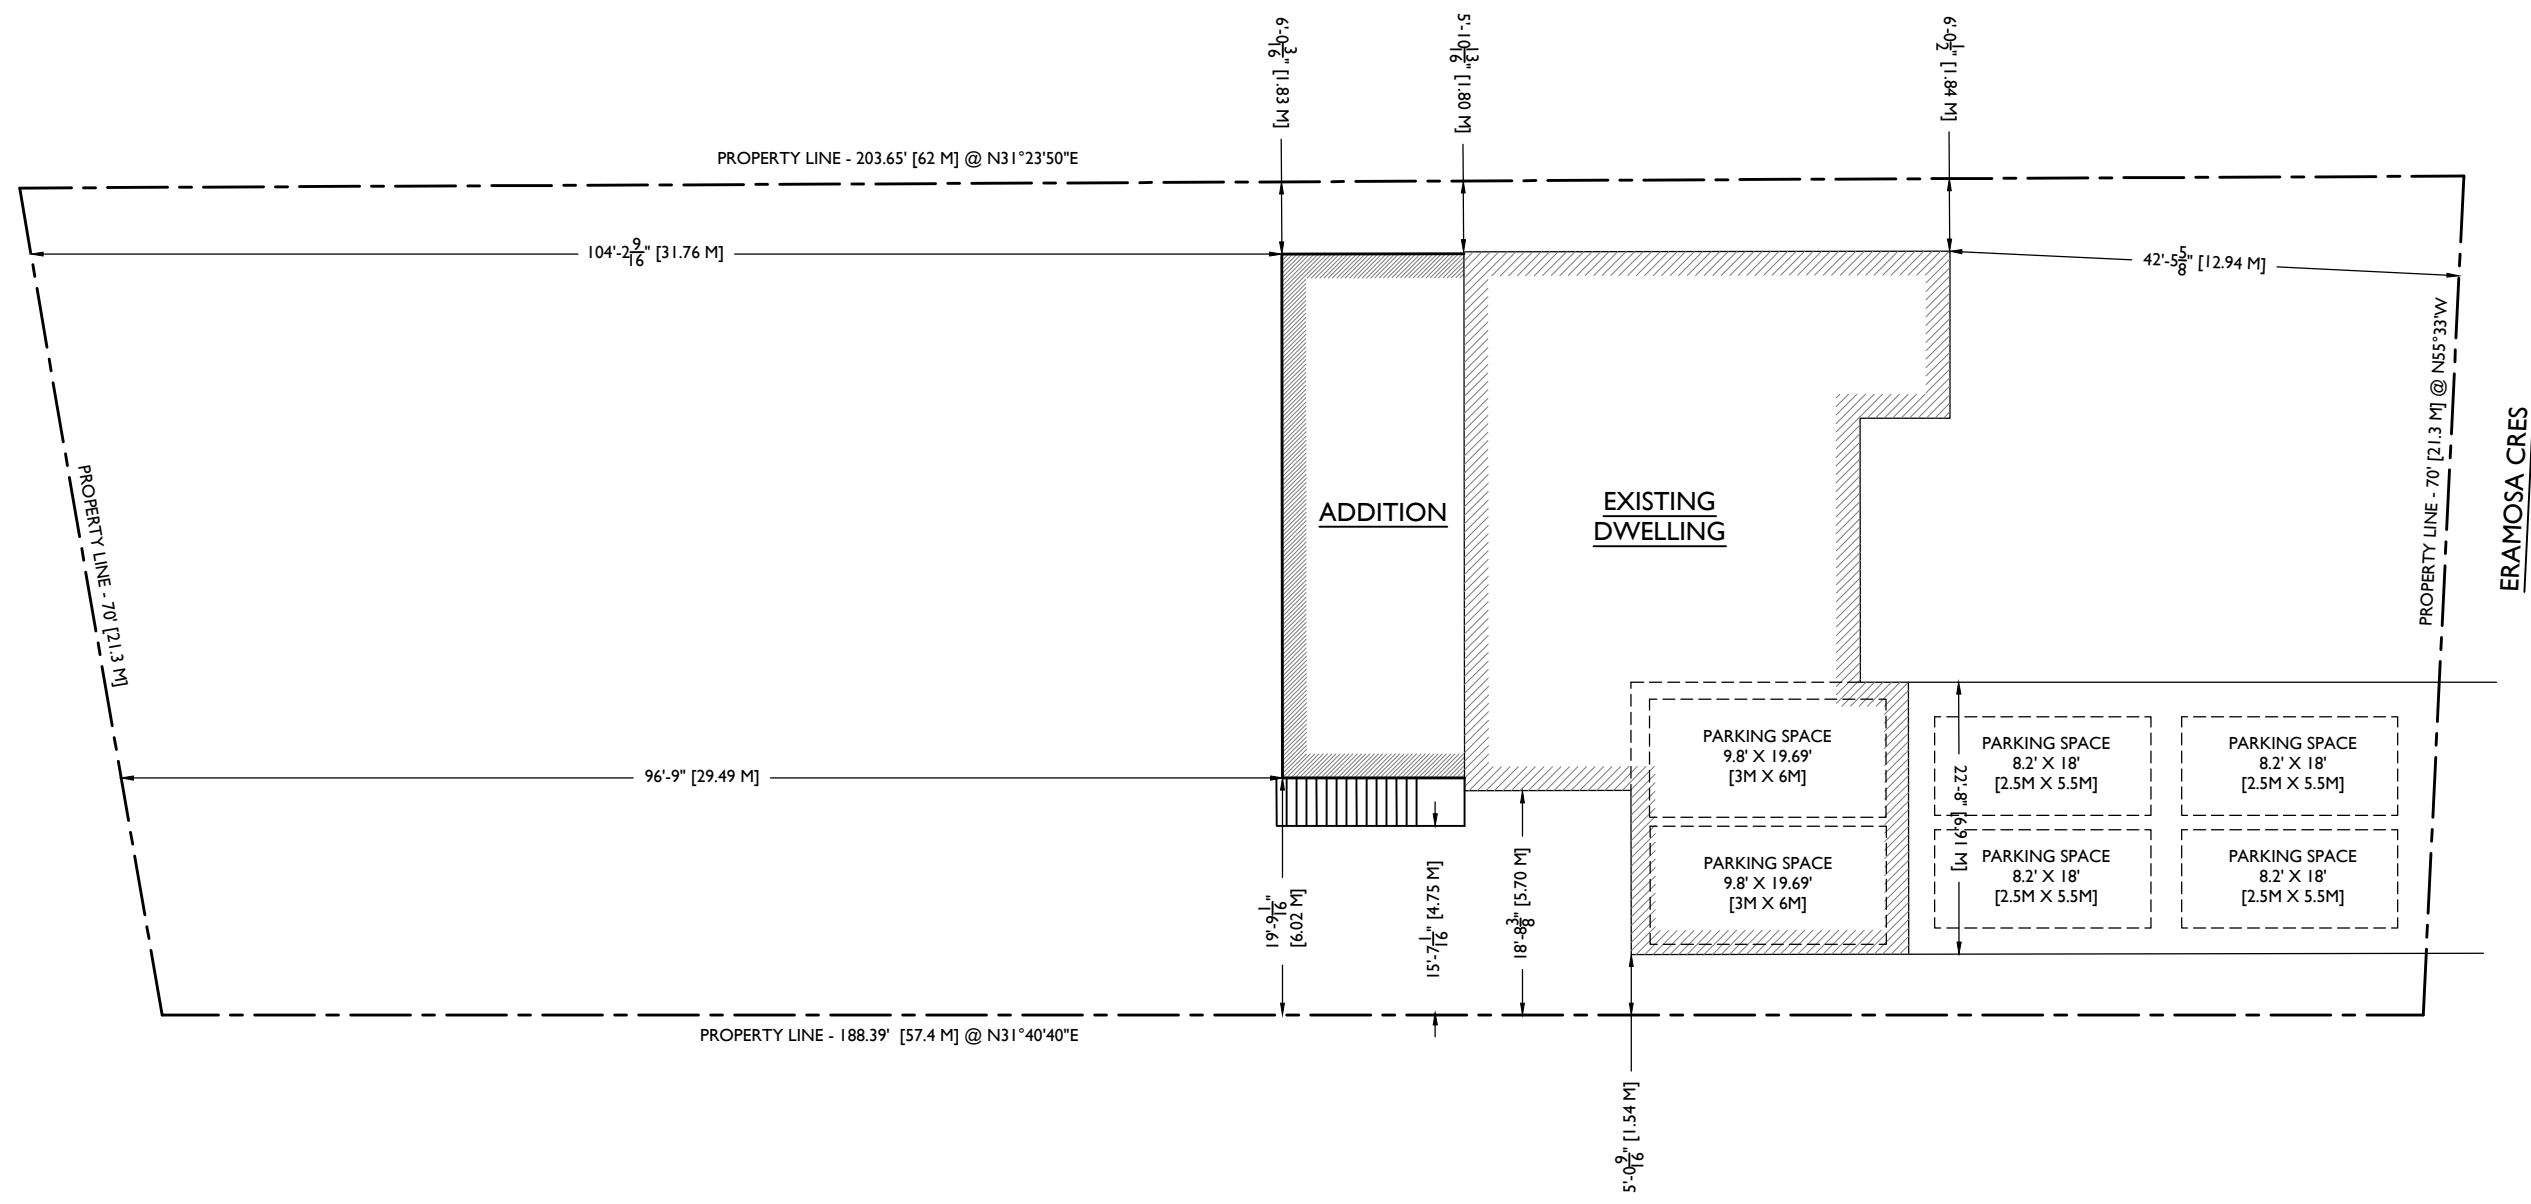 6'-0 3/16" [1.83 M]
5'-10 13/16" [1.80 M]
6'-0 1/2" [1.84 M]
PROPERTY LINE - 203.65' [62 M] @ N31°23'50"E
104'-2 9/16" [31.76 M]
42'-5 5/8" [12.94 M]
PROPERTY LINE - 70' [21.3 M] @ N55°33'W
ERAMOSA CRES
PROPERTY LINE - 70' [21.3 M]
ADDITION
EXISTING
DWELLING
96'-9" [29.49 M]
PARKING SPACE
9.8' X 19.69'
[3M X 6M]
PARKING SPACE
8.2' X 18'
[2.5M X 5.5M]
PARKING SPACE
8.2' X 18'
[2.5M X 5.5M]
22'-8" [6.91 M]
PARKING SPACE
9.8' X 19.69'
[3M X 6M]
PARKING SPACE
8.2' X 18'
[2.5M X 5.5M]
PARKING SPACE
8.2' X 18'
[2.5M X 5.5M]
19'-9 1/16"
[6.02 M]
15'-7 1/16" [4.75 M]
18'-8 3/8" [5.70 M]
PROPERTY LINE - 188.39' [57.4 M] @ N31°40'40"E
5'-0 9/16" [1.54 M]